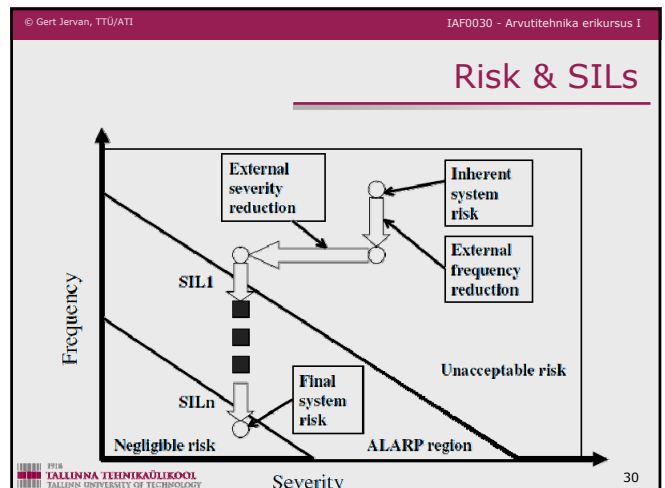 © Gert Jervan, TTÜ/ATI
IAF0030 - Arvutitehnika erikursus I
Risk & SILs
External
severity
reduction
Inherent
system
risk
External
frequency
reduction
SIL1
Frequency
Unacceptable risk
Final
system
risk
SILn
Negligible risk
ALARP region
Severity
1918
TALLINNA TEHNIKAÜLIKOOL
TALLINN UNIVERSITY OF TECHNOLOGY
30